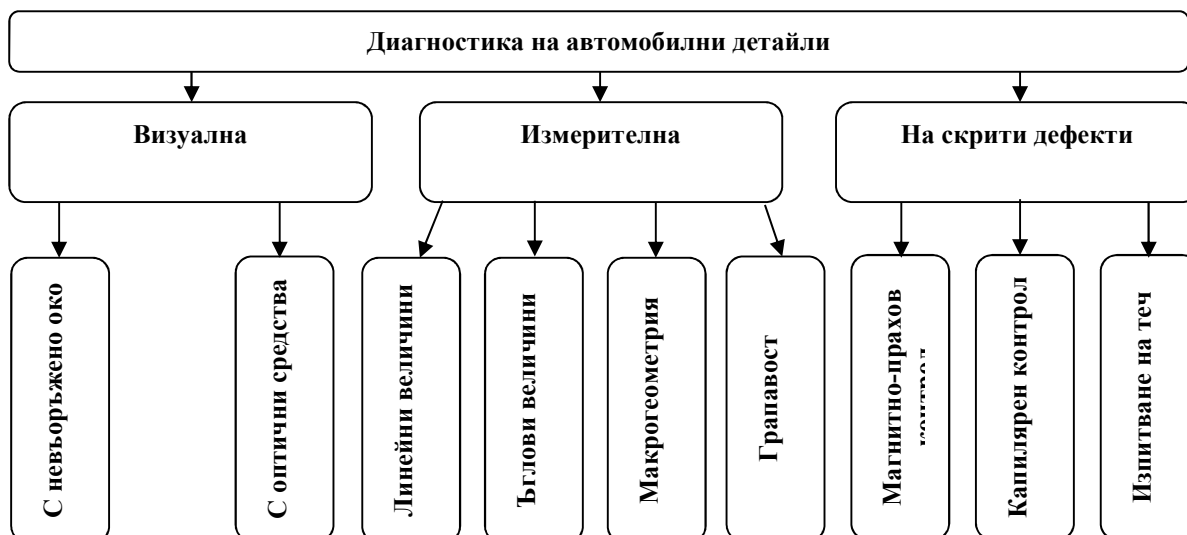 Диагностика на автомобилни детайли
Визуална
Измерителна
На скрити дефекти
С невъоръжено око
С оптични средства
Линейни величини
Ъглови величини
Макрогеометрия
Грапавост
Магнитно-прахов
контрол
Капилярен контрол
Изпитване на теч